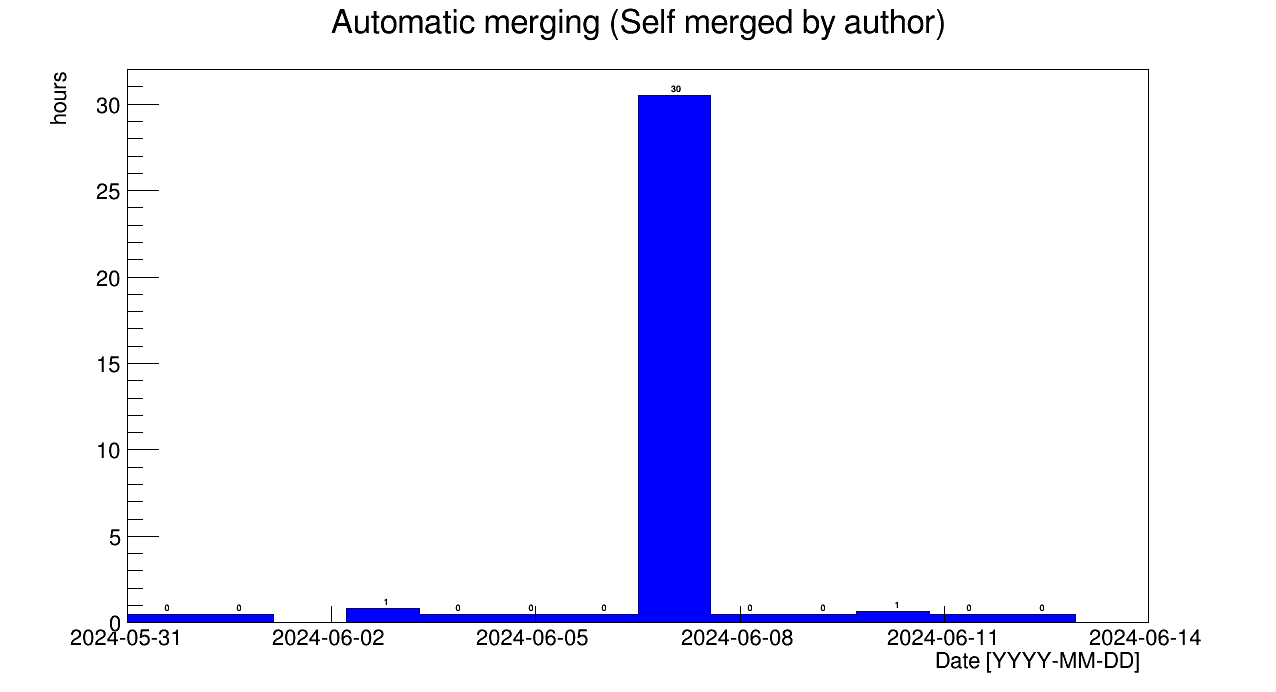 Automatic merging (Self merged by author)
hours
30
25
20
15
10
5
0
0 0 1 0 0 0 30 0 0 1 0 0
2024-05-31 2024-06-02 2024-06-05 2024-06-08 2024-06-11 2024-06-14
Date [YYYY-MM-DD]